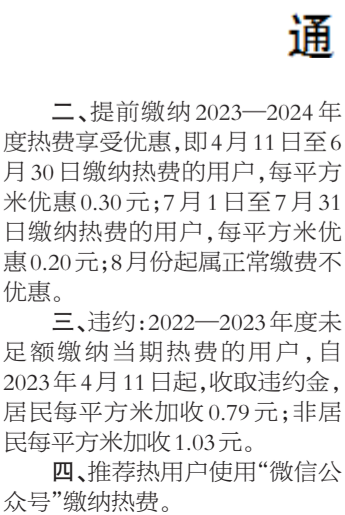 通
二、提前缴纳2023—2024年
度热费享受优惠,即4月11日至6
月30日缴纳热费的用户,每平方
米优惠0.30元;7月1日至7月31
日缴纳热费的用户,每平方米优
惠0.20元;8月份起属正常缴费不
优惠。
三、违约:2022—2023年度未
足额缴纳当期热费的用户,自
2023年4月11日起,收取违约金,
居民每平方米加收0.79元;非居
民每平方米加收1.03元。
四、推荐热用户使用“微信公
众号”缴纳热费。